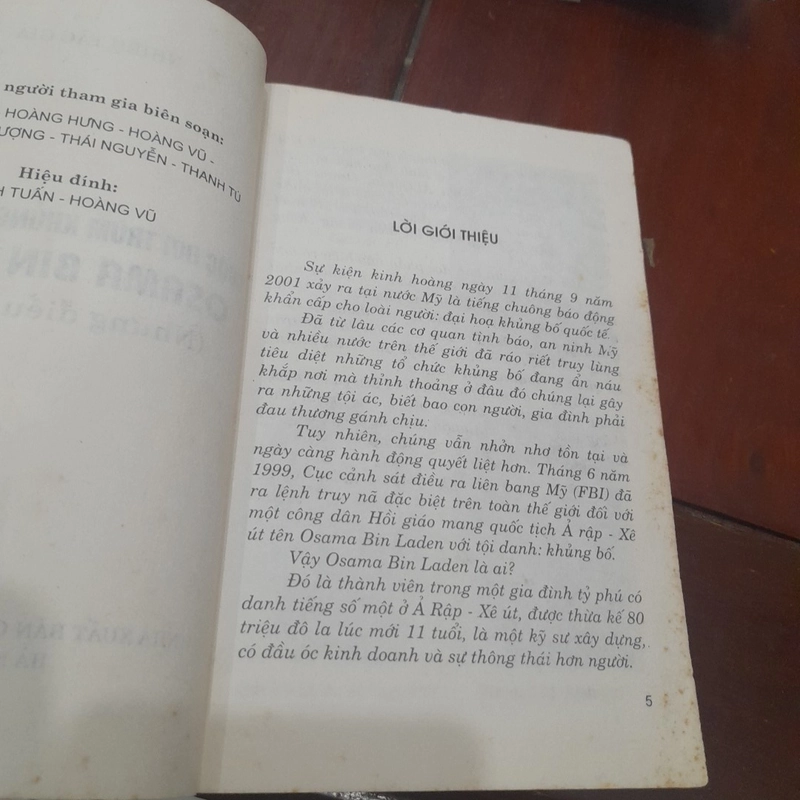 người tham gia biên soạn:
HOÀNG HƯNG - HOÀNG VŨ -
ƯỢNG - THÁI NGUYỄN - THANH TÚ
Hiệu đính:
H TUẤN - HOÀNG VŨ
LỜI GIỚI THIỆU
Sự kiện kinh hoàng ngày 11 tháng 9 năm
2001 xảy ra tại nước Mỹ là tiếng chuông báo động
khẩn cấp cho loài người: đại hoạ khủng bố quốc tế.
Đã từ lâu các cơ quan tình báo, an ninh Mỹ
và nhiều nước trên thế giới đã ráo riết truy lùng
tiêu diệt những tổ chức khủng bố đang ẩn náu
khắp nơi mà thỉnh thoảng ở đâu đó chúng lại gây
ra những tội ác, biết bao con người, gia đình phải
đau thương gánh chịu.
Tuy nhiên, chúng vẫn nhởn nhơ tồn tại và
ngày càng hành động quyết liệt hơn. Tháng 6 năm
1999, Cục cảnh sát điều ra liên bang Mỹ (FBI) đã
ra lệnh truy nã đặc biệt trên toàn thế giới đối với
một công dân Hồi giáo mang quốc tịch Ả rập - Xê
út tên Osama Bin Laden với tội danh: khủng bố.
Vậy Osama Bin Laden là ai?
Đó là thành viên trong một gia đình tỷ phú có
danh tiếng số một ở Ả Rập - Xê út, được thừa kế 80
triệu đô la lúc mới 11 tuổi, là một kỹ sư xây dựng,
có đầu óc kinh doanh và sự thông thái hơn người.
5